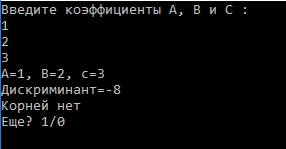 Введите коэффициенты А, В и С :
1
2
3
A=1, B=2, c=3
Дискриминант=-8
Корней нет
Еще? 1/0